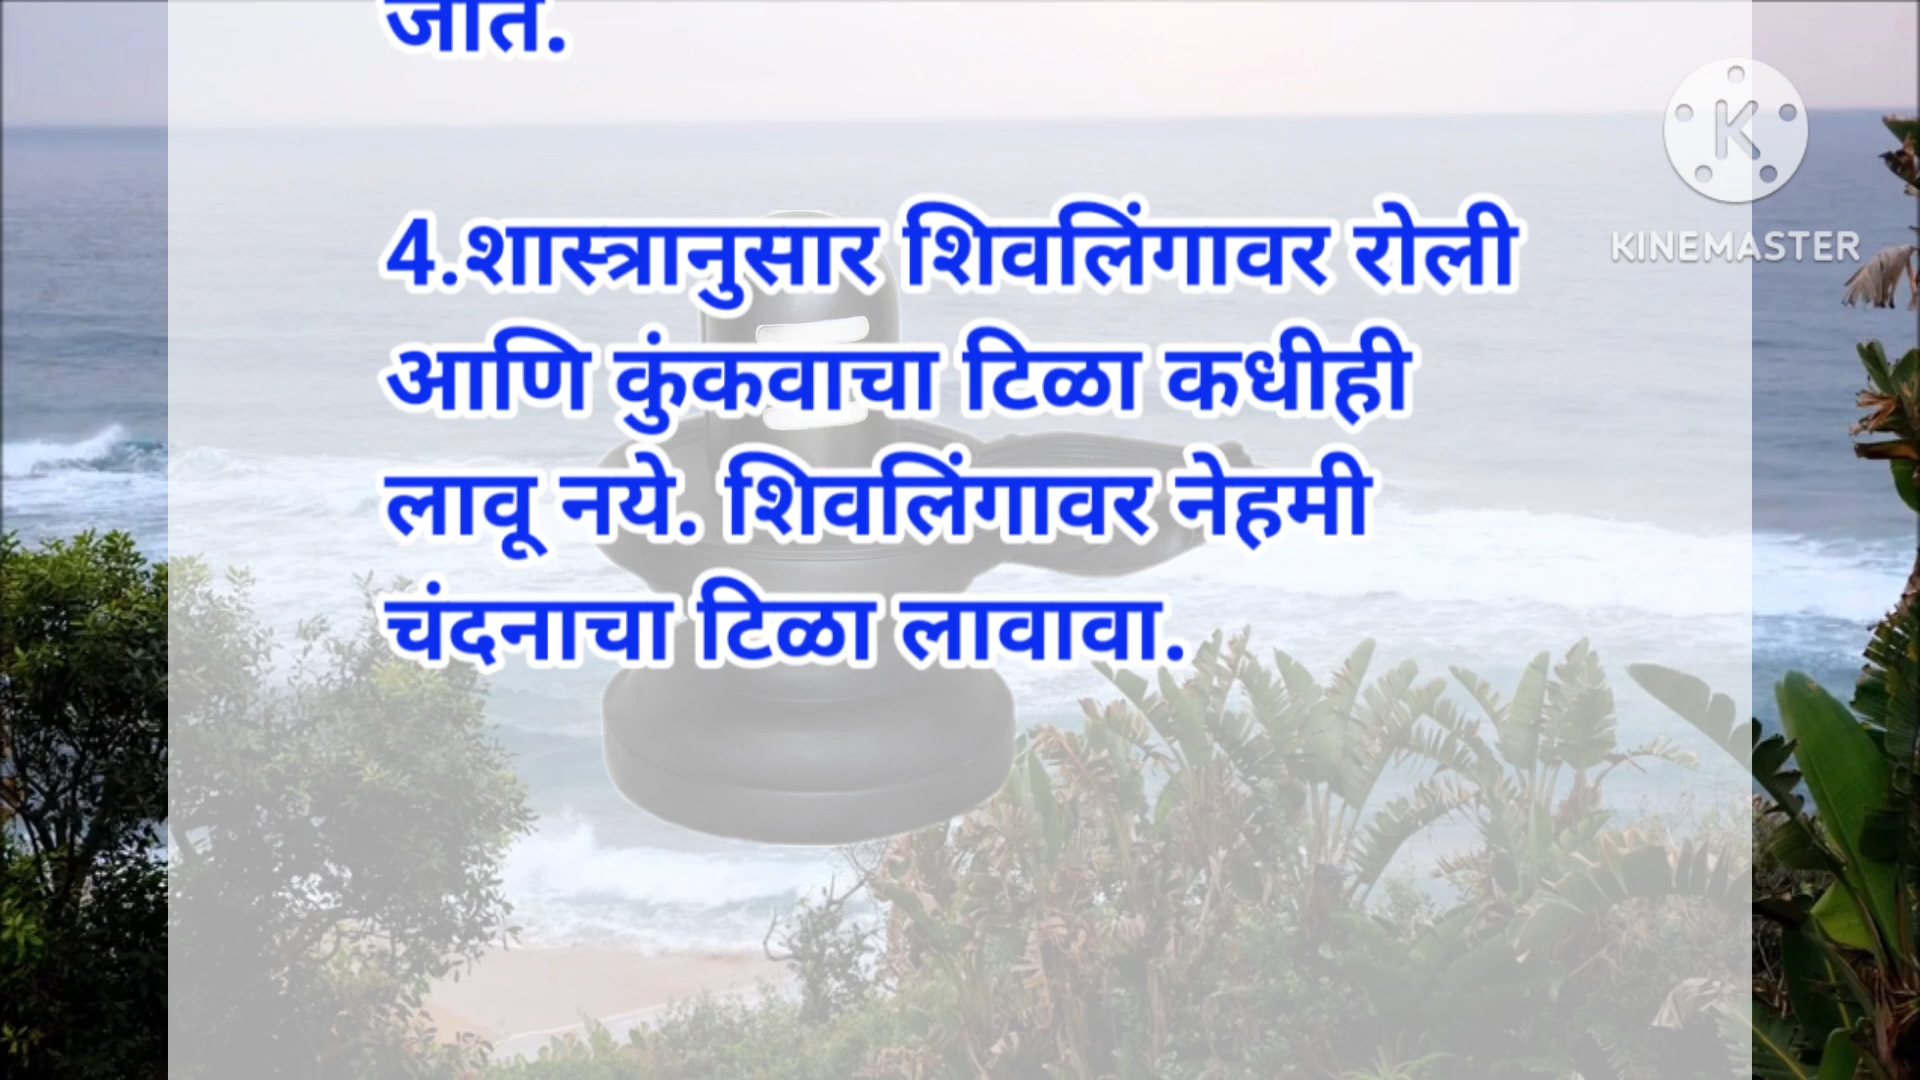 जाते.
4.शास्त्रानुसार शिवलिंगावर रोली
आणि कुंकवाचा टिळा कधीही
लावू नये. शिवलिंगावर नेहमी
चंदनाचा टिळा लावावा.
KINEMASTER